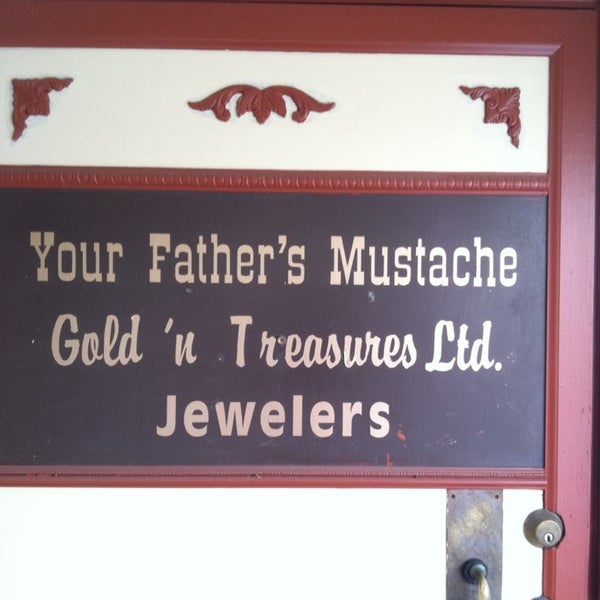 Your Father's Mustache
Gold 'n Treasures Ltd.
Jewelers